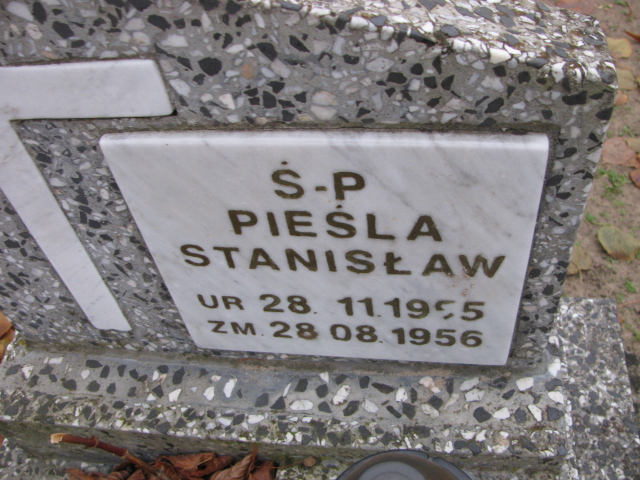 Ś-P
PIEŚLA
STANISŁAW
UR 28. 11.
ZM. 28 08. 1956